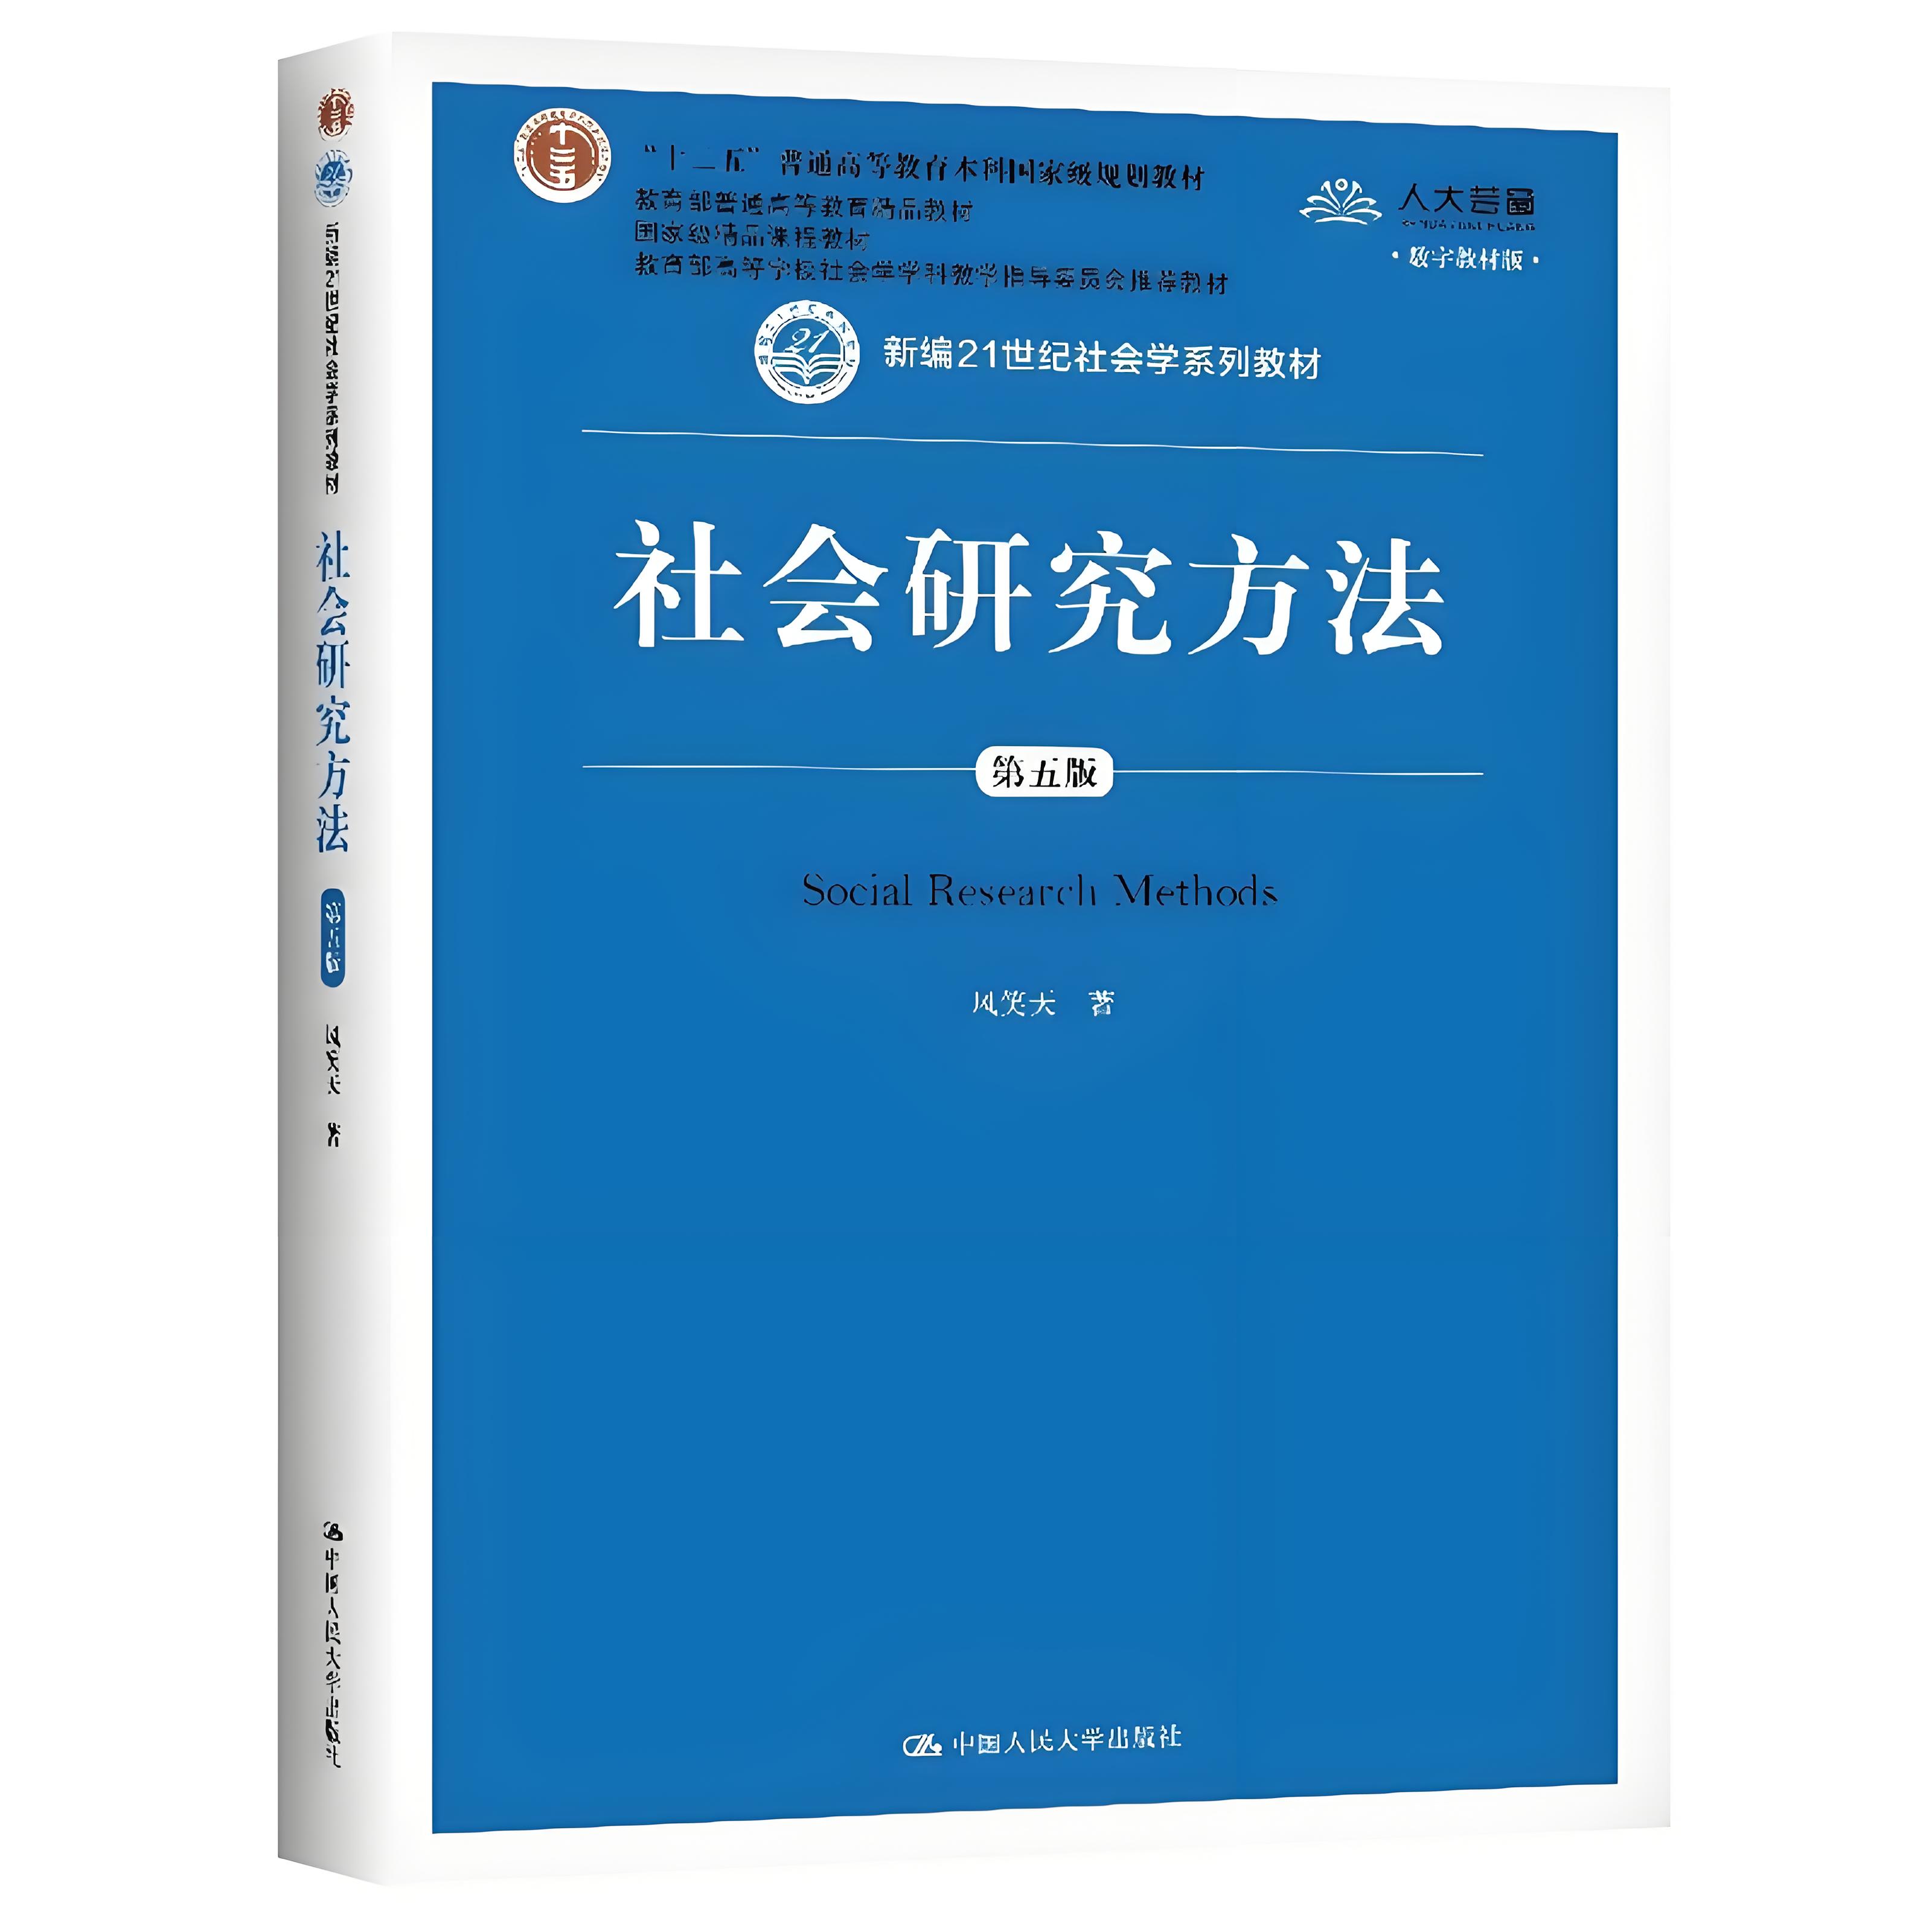 “十二五”普通高等教育本科国家级规划教材
教育部普通高等教育精品教材
国家级精品课程教材
教育部高等学校社会学学科教学指导委员会推荐教材
人大芸窗
·数字教材版·
21
新编21世纪社会学系列教材
社会研究方法
第五版
Social Research Methods
风笑天 著
中国人民大学出版社
新编21世纪社会学系列教材
社会研究方法
第五版
风笑天 著
中国人民大学出版社